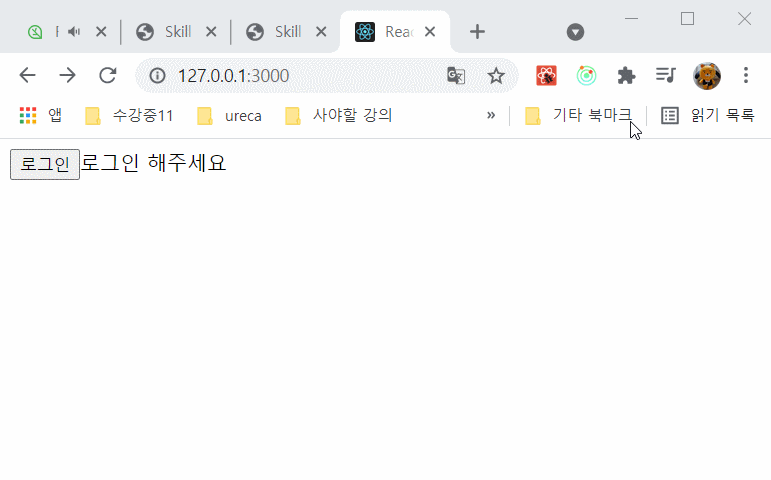 Skill
Skill
Reac
127.0.0.1:3000
앱 수강중11 ureca 사야할 강의 » 기타 북마크 읽기 목록
로그인 로그인 해주세요